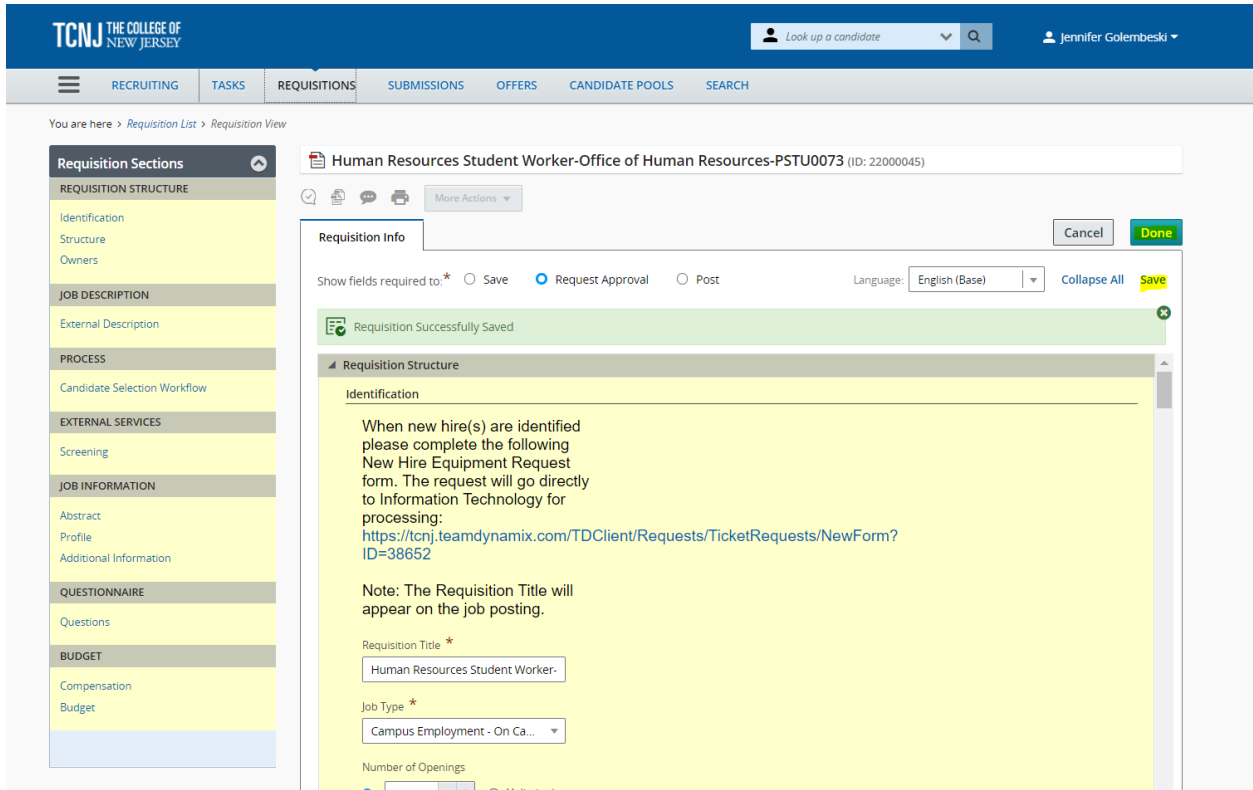 TCNJ THE COLLEGE OF NEW JERSEY
Look up a candidate
Jennifer Golembeski
RECRUITING TASKS REQUISITIONS SUBMISSIONS OFFERS CANDIDATE POOLS SEARCH
You are here > Requisition List > Requisition View
Requisition Sections
REQUISITION STRUCTURE
Identification
Structure
Owners
JOB DESCRIPTION
External Description
PROCESS
Candidate Selection Workflow
EXTERNAL SERVICES
Screening
JOB INFORMATION
Abstract
Profile
Additional Information
QUESTIONNAIRE
Questions
BUDGET
Compensation
Budget
Human Resources Student Worker-Office of Human Resources-PSTU0073 (ID: 22000045)
More Actions
Requisition Info
Cancel
Done
Show fields required to:* Save Request Approval Post
Language: English (Base)
Collapse All
Save
Requisition Successfully Saved
Requisition Structure
Identification
When new hire(s) are identified
please complete the following
New Hire Equipment Request
form. The request will go directly
to Information Technology for
processing:
https://tcnj.teamdynamix.com/TDClient/Requests/TicketRequests/NewForm?
ID=38652
Note: The Requisition Title will
appear on the job posting.
Requisition Title *
Human Resources Student Worker-
Job Type *
Campus Employment - On Ca...
Number of Openings